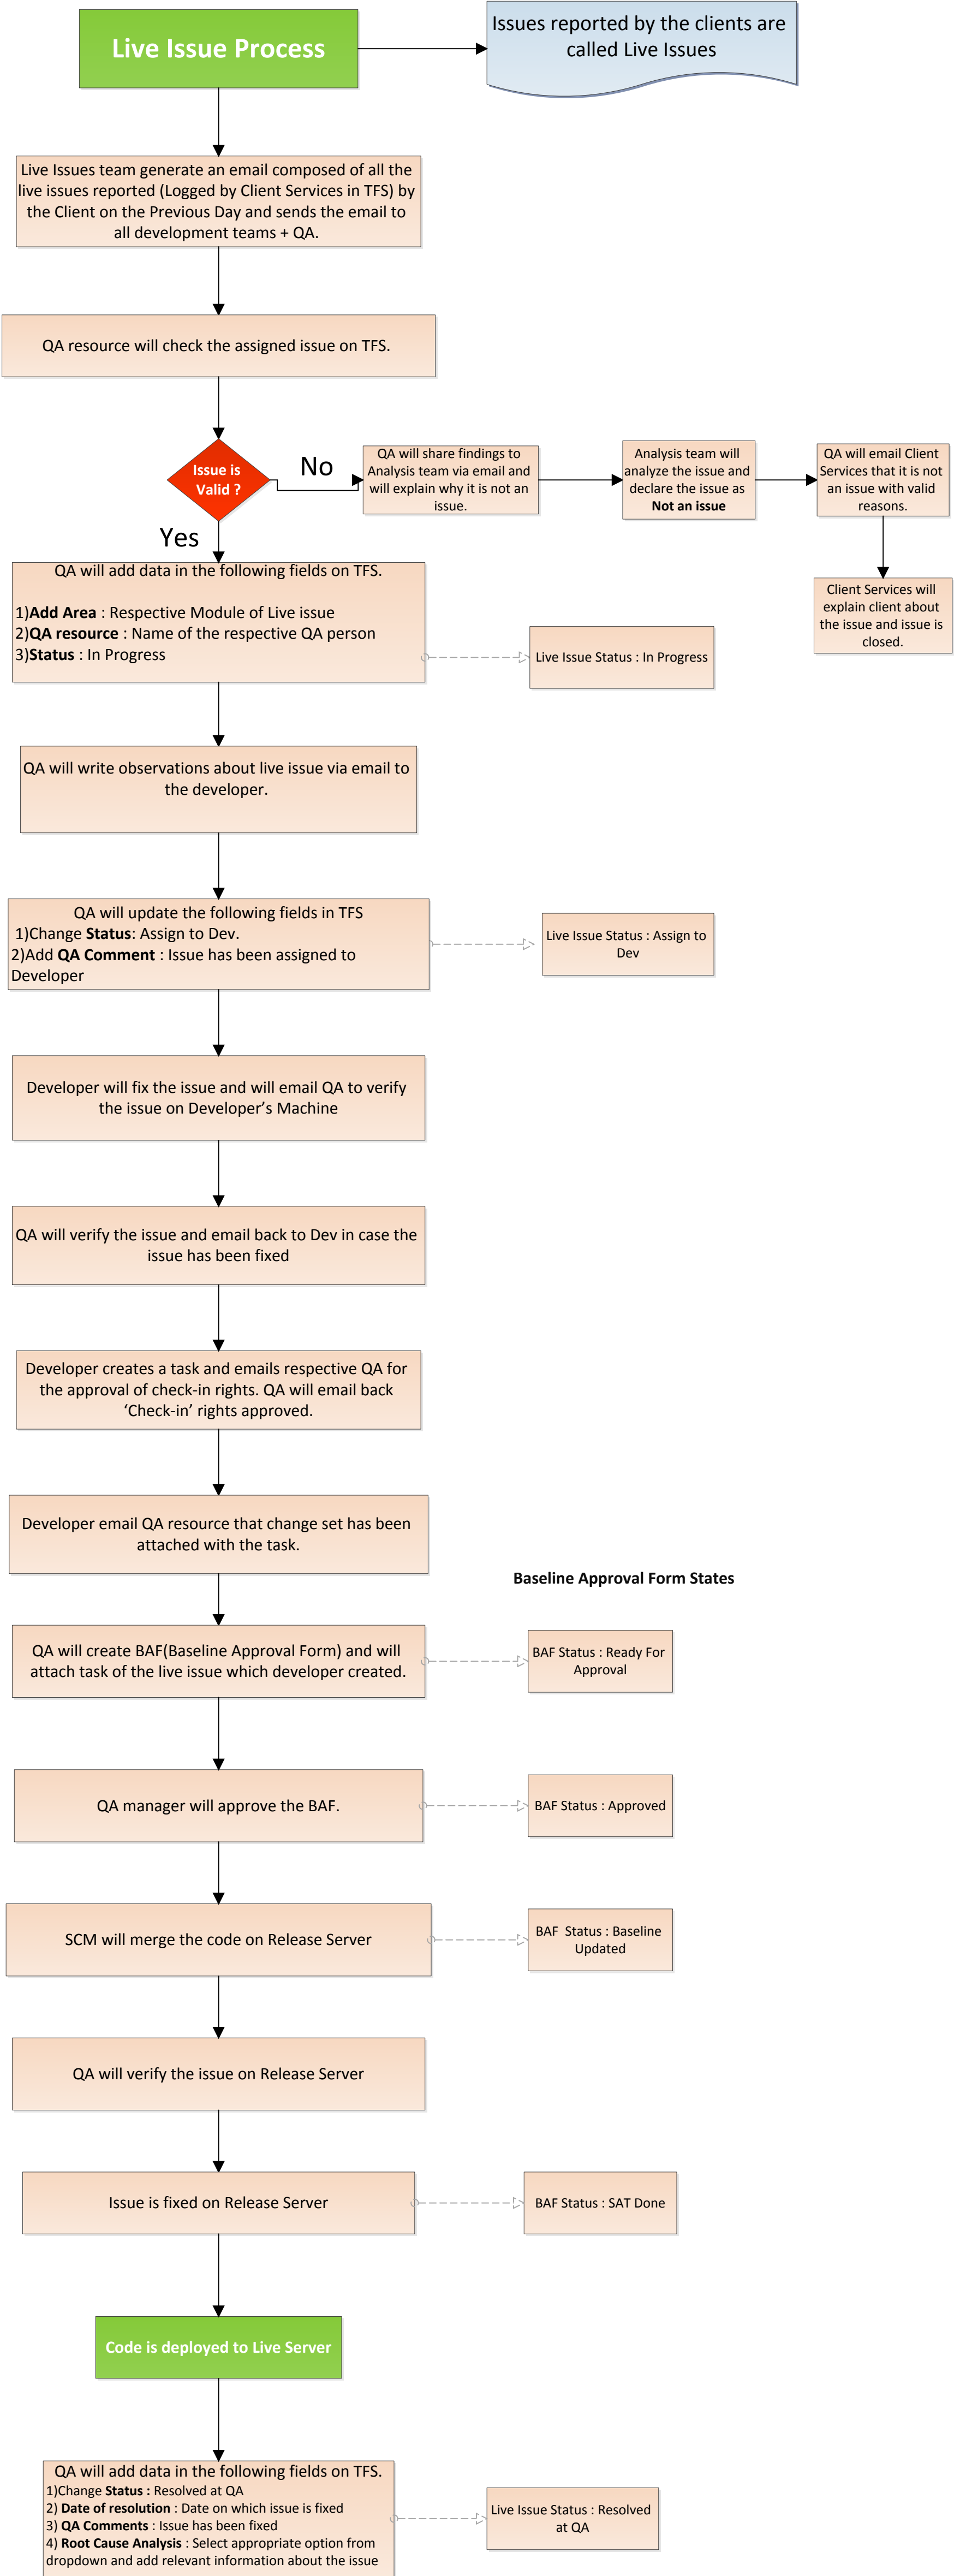 Live Issue Process
Issues reported by the clients are
called Live Issues
Live Issues team generate an email composed of all the
live issues reported (Logged by Client Services in TFS) by
the Client on the Previous Day and sends the email to
all development teams + QA.
QA resource will check the assigned issue on TFS.
Issue is
Valid ?
No
QA will share findings to
Analysis team via email and
will explain why it is not an
issue.
Analysis team will
analyze the issue and
declare the issue as
Not an issue
QA will email Client
Services that it is not
an issue with valid
reasons.
Client Services will
explain client about
the issue and issue is
closed.
Yes
QA will add data in the following fields on TFS.
1)Add Area : Respective Module of Live issue
2)QA resource : Name of the respective QA person
3)Status : In Progress
Live Issue Status : In Progress
QA will write observations about live issue via email to
the developer.
QA will update the following fields in TFS
1)Change Status: Assign to Dev.
2)Add QA Comment : Issue has been assigned to
Developer
Live Issue Status : Assign to
Dev
Developer will fix the issue and will email QA to verify
the issue on Developer’s Machine
QA will verify the issue and email back to Dev in case the
issue has been fixed
Developer creates a task and emails respective QA for
the approval of check-in rights. QA will email back
‘Check-in’ rights approved.
Developer email QA resource that change set has been
attached with the task.
Baseline Approval Form States
QA will create BAF(Baseline Approval Form) and will
attach task of the live issue which developer created.
BAF Status : Ready For
Approval
QA manager will approve the BAF.
BAF Status : Approved
SCM will merge the code on Release Server
BAF  Status : Baseline
Updated
QA will verify the issue on Release Server
Issue is fixed on Release Server
BAF Status : SAT Done
Code is deployed to Live Server
QA will add data in the following fields on TFS.
1)Change Status : Resolved at QA
2) Date of resolution : Date on which issue is fixed
3) QA Comments : Issue has been fixed
4) Root Cause Analysis : Select appropriate option from
dropdown and add relevant information about the issue
Live Issue Status : Resolved
at QA